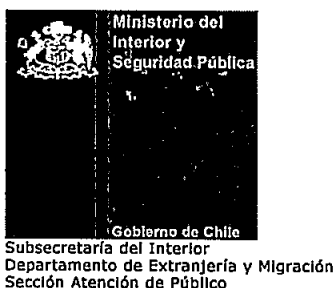 Ministerio del
Interior y
Seguridad Pública
Gobierno de Chile
Subsecretaría del Interior
Departamento de Extranjería y Migración
Sección Atención de Público